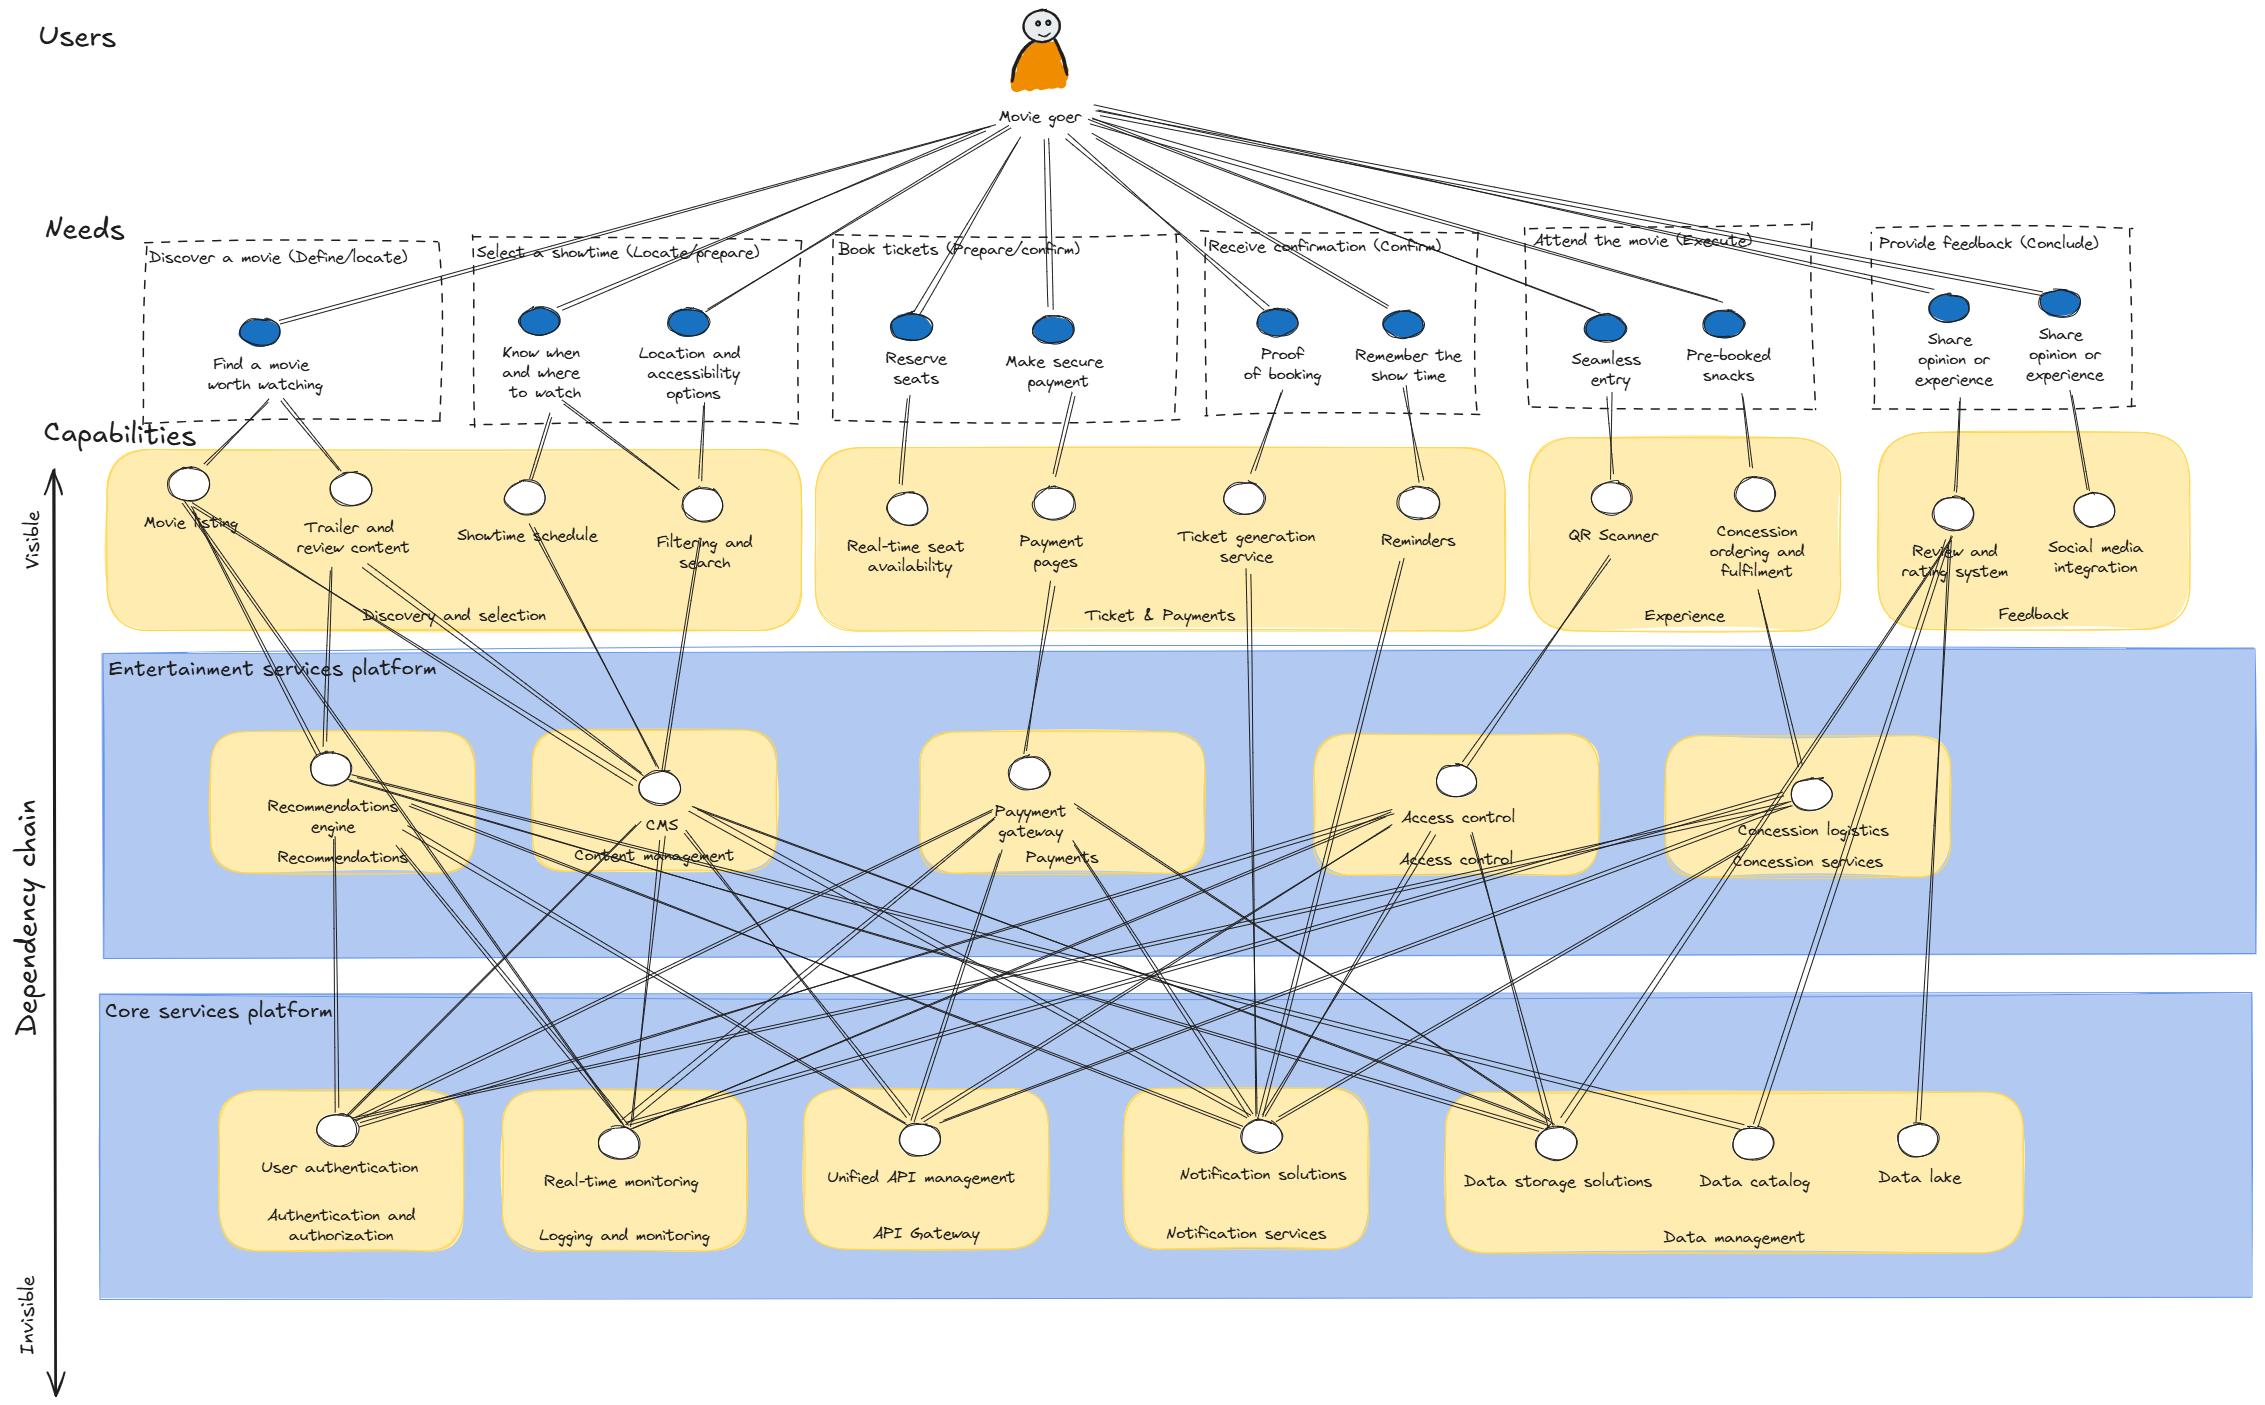 Users
Movie goer
Needs
Discover a movie (Define/locate)
Select a showtime (Locate/prepare)
Book tickets (Prepare/confirm)
Receive confirmation (Confirm)
Attend the movie (Execute)
Provide feedback (Conclude)
Find a movie
worth watching
Know when
and where
to watch
Location and
accessibility
options
Reserve
seats
Make secure
payment
Proof
of booking
Remember the
show time
Seamless
entry
Pre-booked
snacks
Share
opinion or
experience
Share
opinion or
experience
Capabilities
Movie listing
Trailer and
review content
Showtime schedule
Filtering and
search
Discovery and selection
Real-time seat
availability
Payment
pages
Ticket generation
service
Reminders
Ticket & Payments
QR Scanner
Concession
ordering and
fulfilment
Experience
Review and
rating system
Social media
integration
Feedback
Visible
Dependency chain
Invisible
Entertainment services platform
Recommendations
engine
Recommendations
CMS
Content management
Payyment
gateway
Payments
Access control
Access control
Concession logistics
Concession services
Core services platform
User authentication
Authentication and
authorization
Real-time monitoring
Logging and monitoring
Unified API management
API Gateway
Notification solutions
Notification services
Data storage solutions
Data catalog
Data lake
Data management